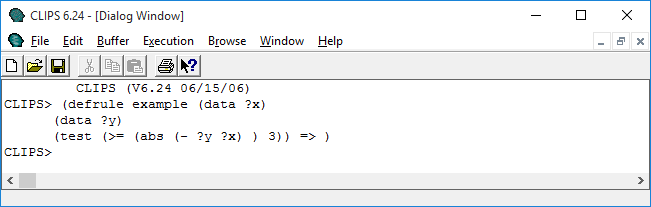 CLIPS 6.24 - [Dialog Window]
File Edit Buffer Execution Browse Window Help
CLIPS (V6.24 06/15/06)
CLIPS> (defrule example (data ?x)
(data ?y)
(test (>= (abs (- ?y ?x) ) 3)) => )
CLIPS>